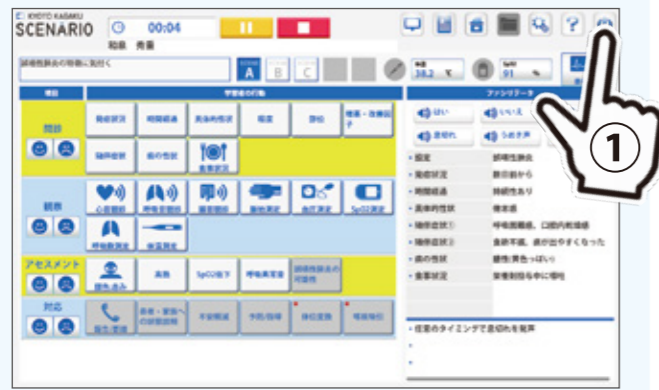 KYOTO KAGAKU
SCENARIO
00:04
和泉 秀喜
誤嚥性肺炎の特徴に気付く
A B C
体温
38.2 ℃
SpO2
91 %
項目
学習者の行動
ファシリデータ
問診
発症状況
時間経過
具体的性状
程度
部位
増悪・改善因子
随伴症状
痰の性状
食事状況
観察
心音聴診
呼吸音聴診
腸音聴診
脈拍測定
血圧測定
SpO2測定
呼吸数測定
体温測定
アセスメント
顔色・歪み
高熱
SpO2低下
呼吸異常音
誤嚥性肺炎の可能性
対応
報告/要請
患者・家族への状態説明
不安軽減
予防/指導
体位変換
喀痰吸引
はい
いいえ
息切れ
うめき声
・設定 誤嚥性肺炎
・発症状況 数日前から
・時間経過 持続性あり
・具体的性状 倦怠感
・随伴症状① 呼吸困難感、口腔内乾燥感
・随伴症状② 食欲不振、痰が出やすくなった
・痰の性状 膿性(黄色っぽい)
・食事状況 栄養剤投与中に嘔吐
・任意のタイミングで息切れを発声
①